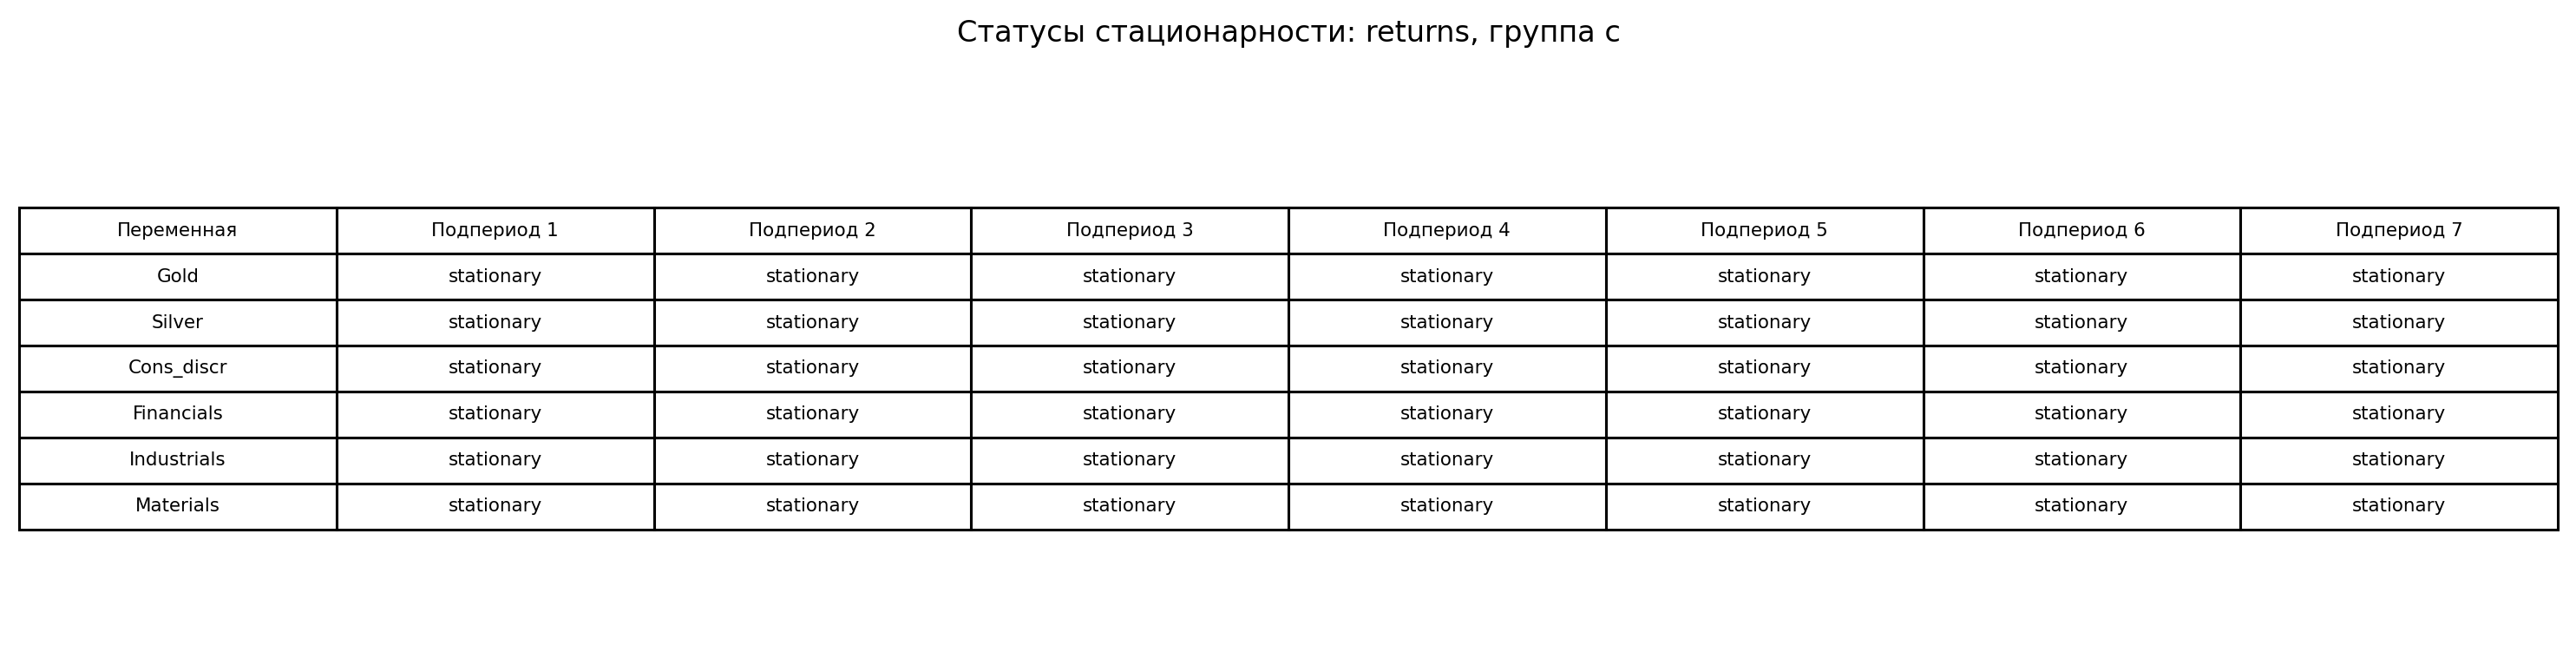 Статусы стационарности: returns, группа c
Переменная Подпериод 1 Подпериод 2 Подпериод 3 Подпериод 4 Подпериод 5 Подпериод 6 Подпериод 7
Gold stationary stationary stationary stationary stationary stationary stationary
Silver stationary stationary stationary stationary stationary stationary stationary
Cons_discr stationary stationary stationary stationary stationary stationary stationary
Financials stationary stationary stationary stationary stationary stationary stationary
Industrials stationary stationary stationary stationary stationary stationary stationary
Materials stationary stationary stationary stationary stationary stationary stationary